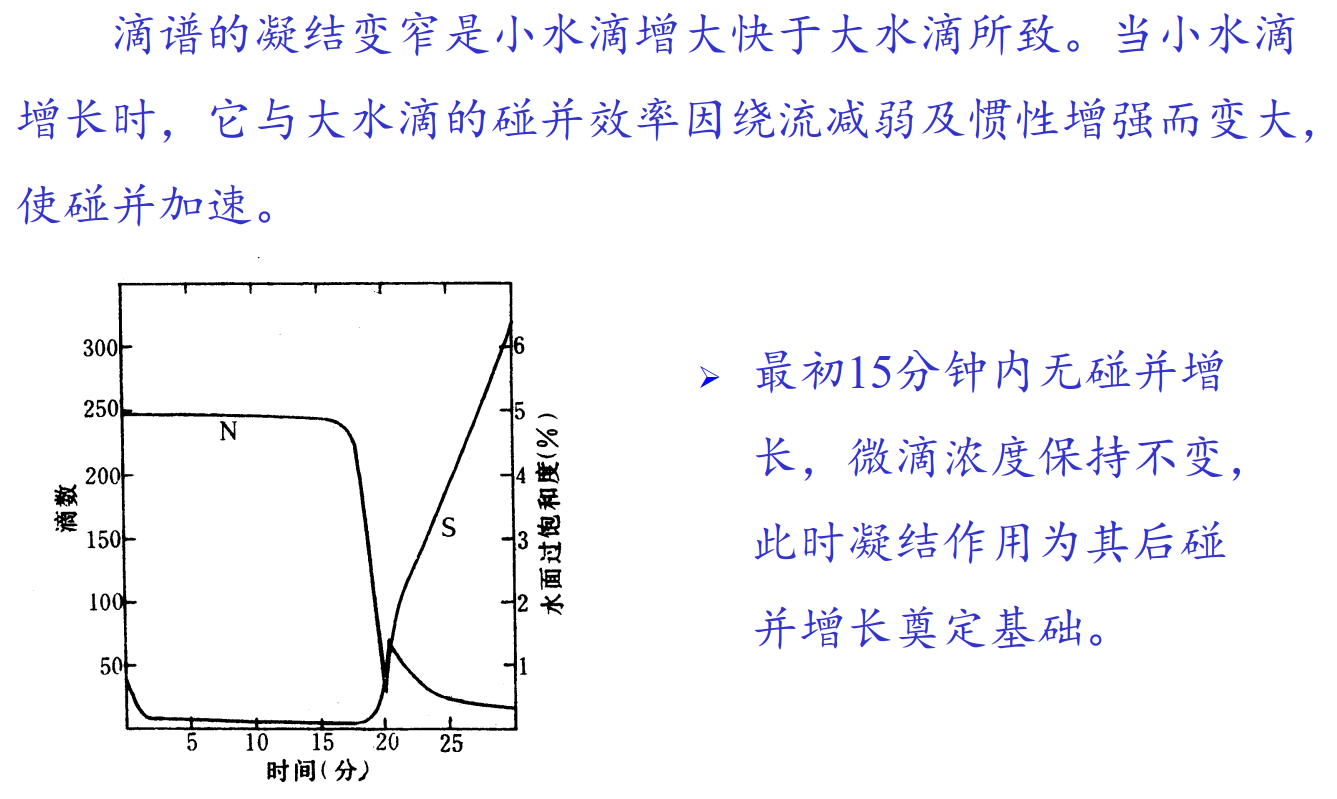 滴谱的凝结变窄是小水滴增大快于大水滴所致。当小水滴
增长时，它与大水滴的碰并效率因绕流减弱及惯性增强而变大，
使碰并加速。
300
250
200
150
100
50
滴数
N
S
6
5
4
3
2
1
水面过饱和度(%)
5 10 15 20 25
时间(分)
➢ 最初15分钟内无碰并增
长，微滴浓度保持不变，
此时凝结作用为其后碰
并增长奠定基础。